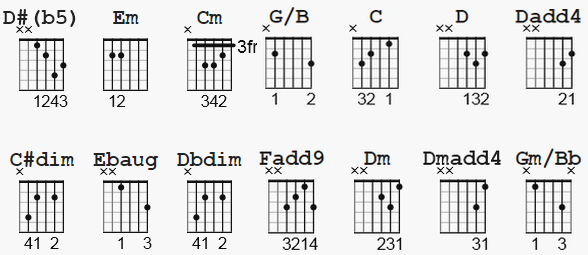 D#(b5) Em Cm G/B C D Dadd4
×× × × × ×× ××
3fr
1243 12 342 1 2 32 1 132 21
C#dim Ebaug Dbdim Fadd9 Dm Dmadd4 Gm/Bb
× ×× × ×× ×× ×× × ×
41 2 1 3 41 2 3214 231 31 1 3